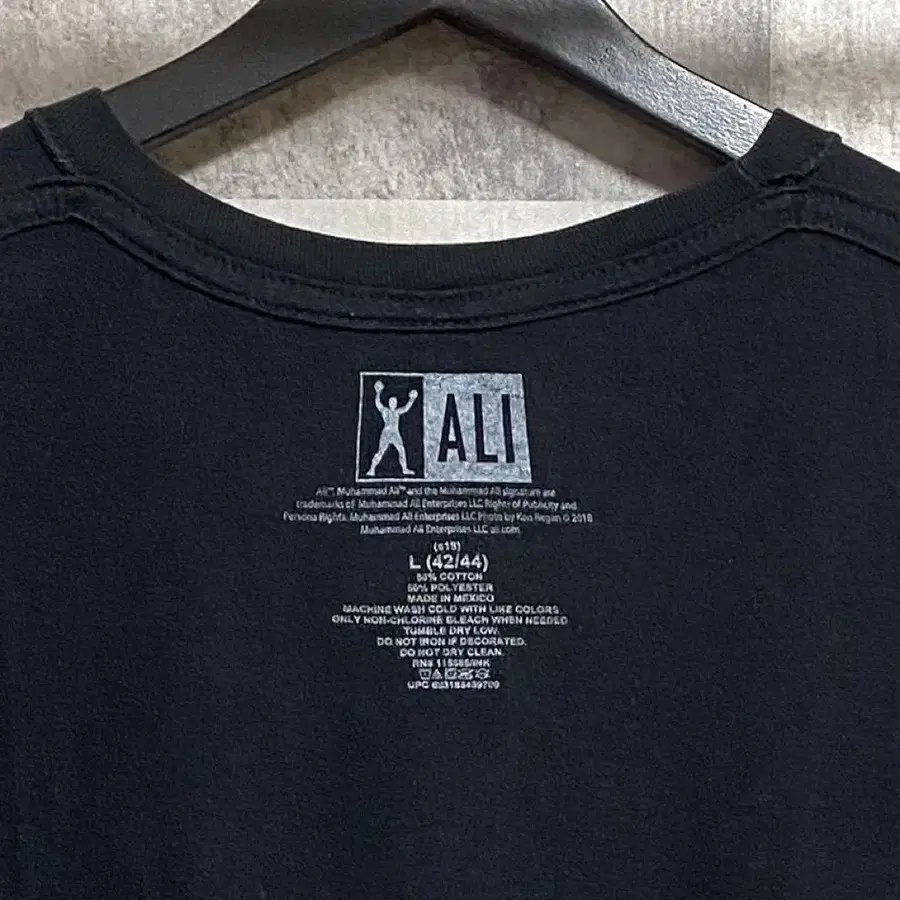 ALI
Ali™, Muhammad Ali™ and the Muhammad Ali signature are
trademarks of Muhammad Ali Enterprises LLC Rights of Publicity and
Persona Rights: Muhammad Ali Enterprises LLC Photo by Ken Regan © 2018
Muhammad Ali Enterprises LLC ali.com
(s18)
L (42/44)
50% COTTON
50% POLYESTER
MADE IN MEXICO
MACHINE WASH COLD WITH LIKE COLORS
ONLY NON-CHLORINE BLEACH WHEN NEEDED
TUMBLE DRY LOW.
DO NOT IRON IF DECORATED.
DO NOT DRY CLEAN.
RN#
UPC